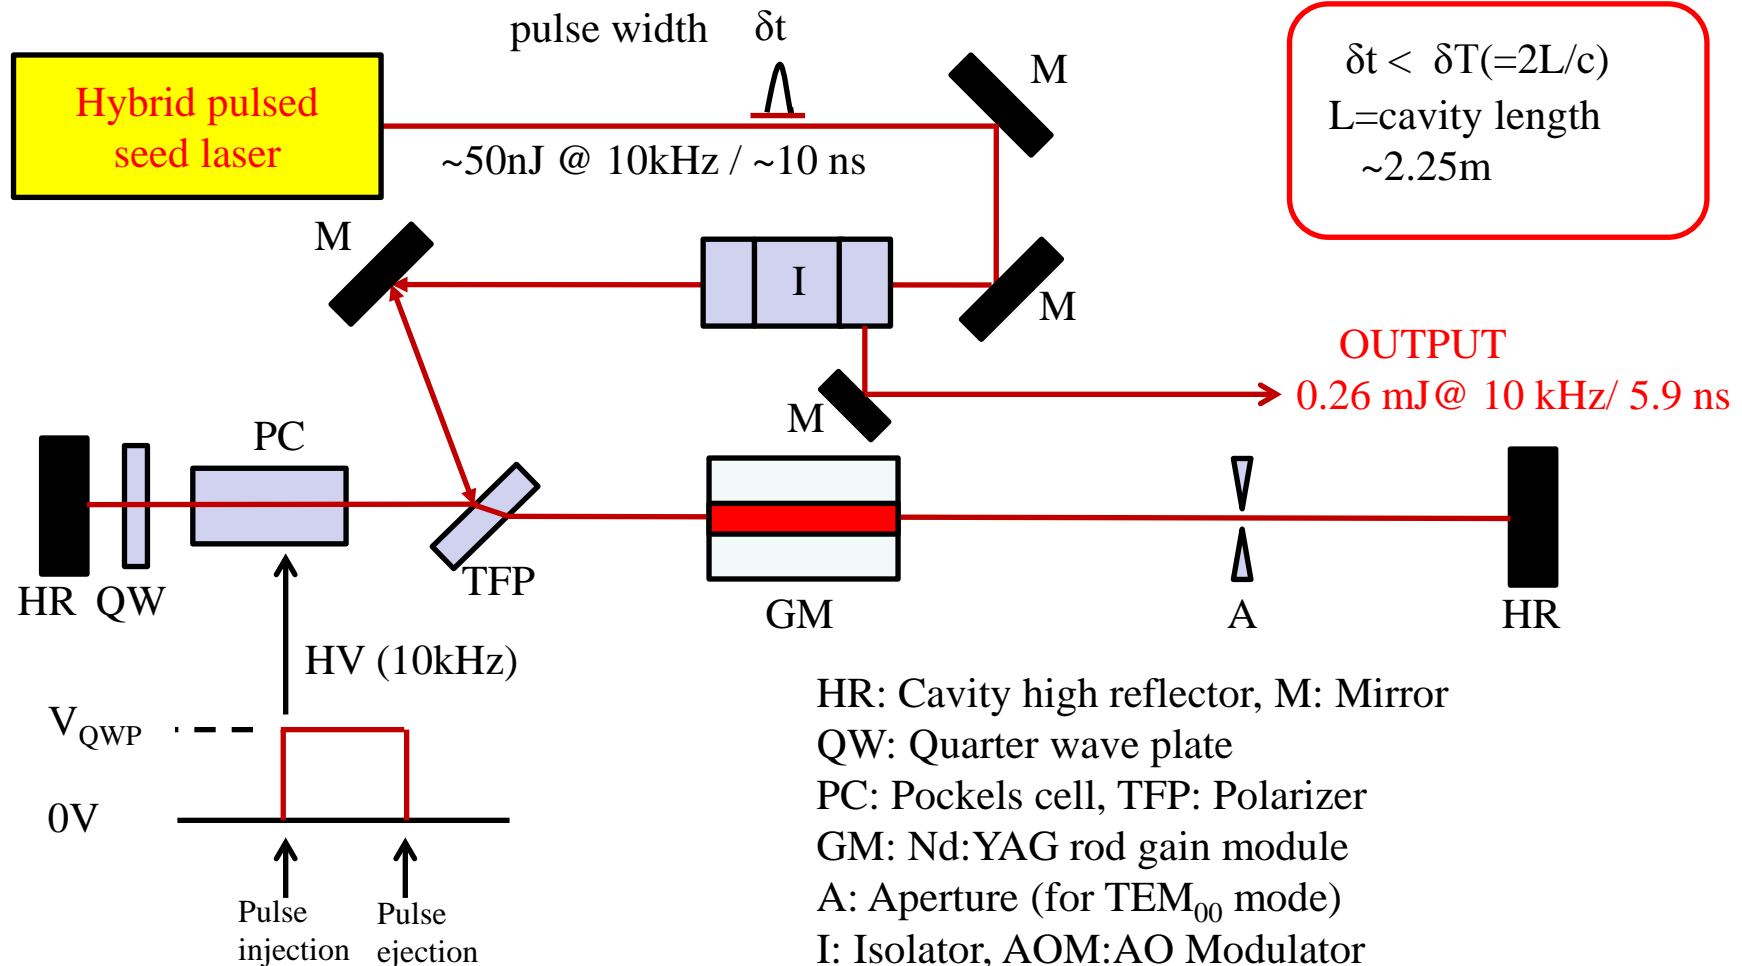 pulse width δt
Hybrid pulsed
seed laser
~50nJ @ 10kHz / ~10 ns
M
δt < δT(=2L/c)
L=cavity length
~2.25m
M
I
M
OUTPUT
0.26 mJ@ 10 kHz/ 5.9 ns
M
PC
HR QW
TFP
GM
A
HR
HV (10kHz)
V_QWP
0V
Pulse
injection
Pulse
ejection
HR: Cavity high reflector, M: Mirror
QW: Quarter wave plate
PC: Pockels cell, TFP: Polarizer
GM: Nd:YAG rod gain module
A: Aperture (for TEM₀₀ mode)
I: Isolator, AOM:AO Modulator